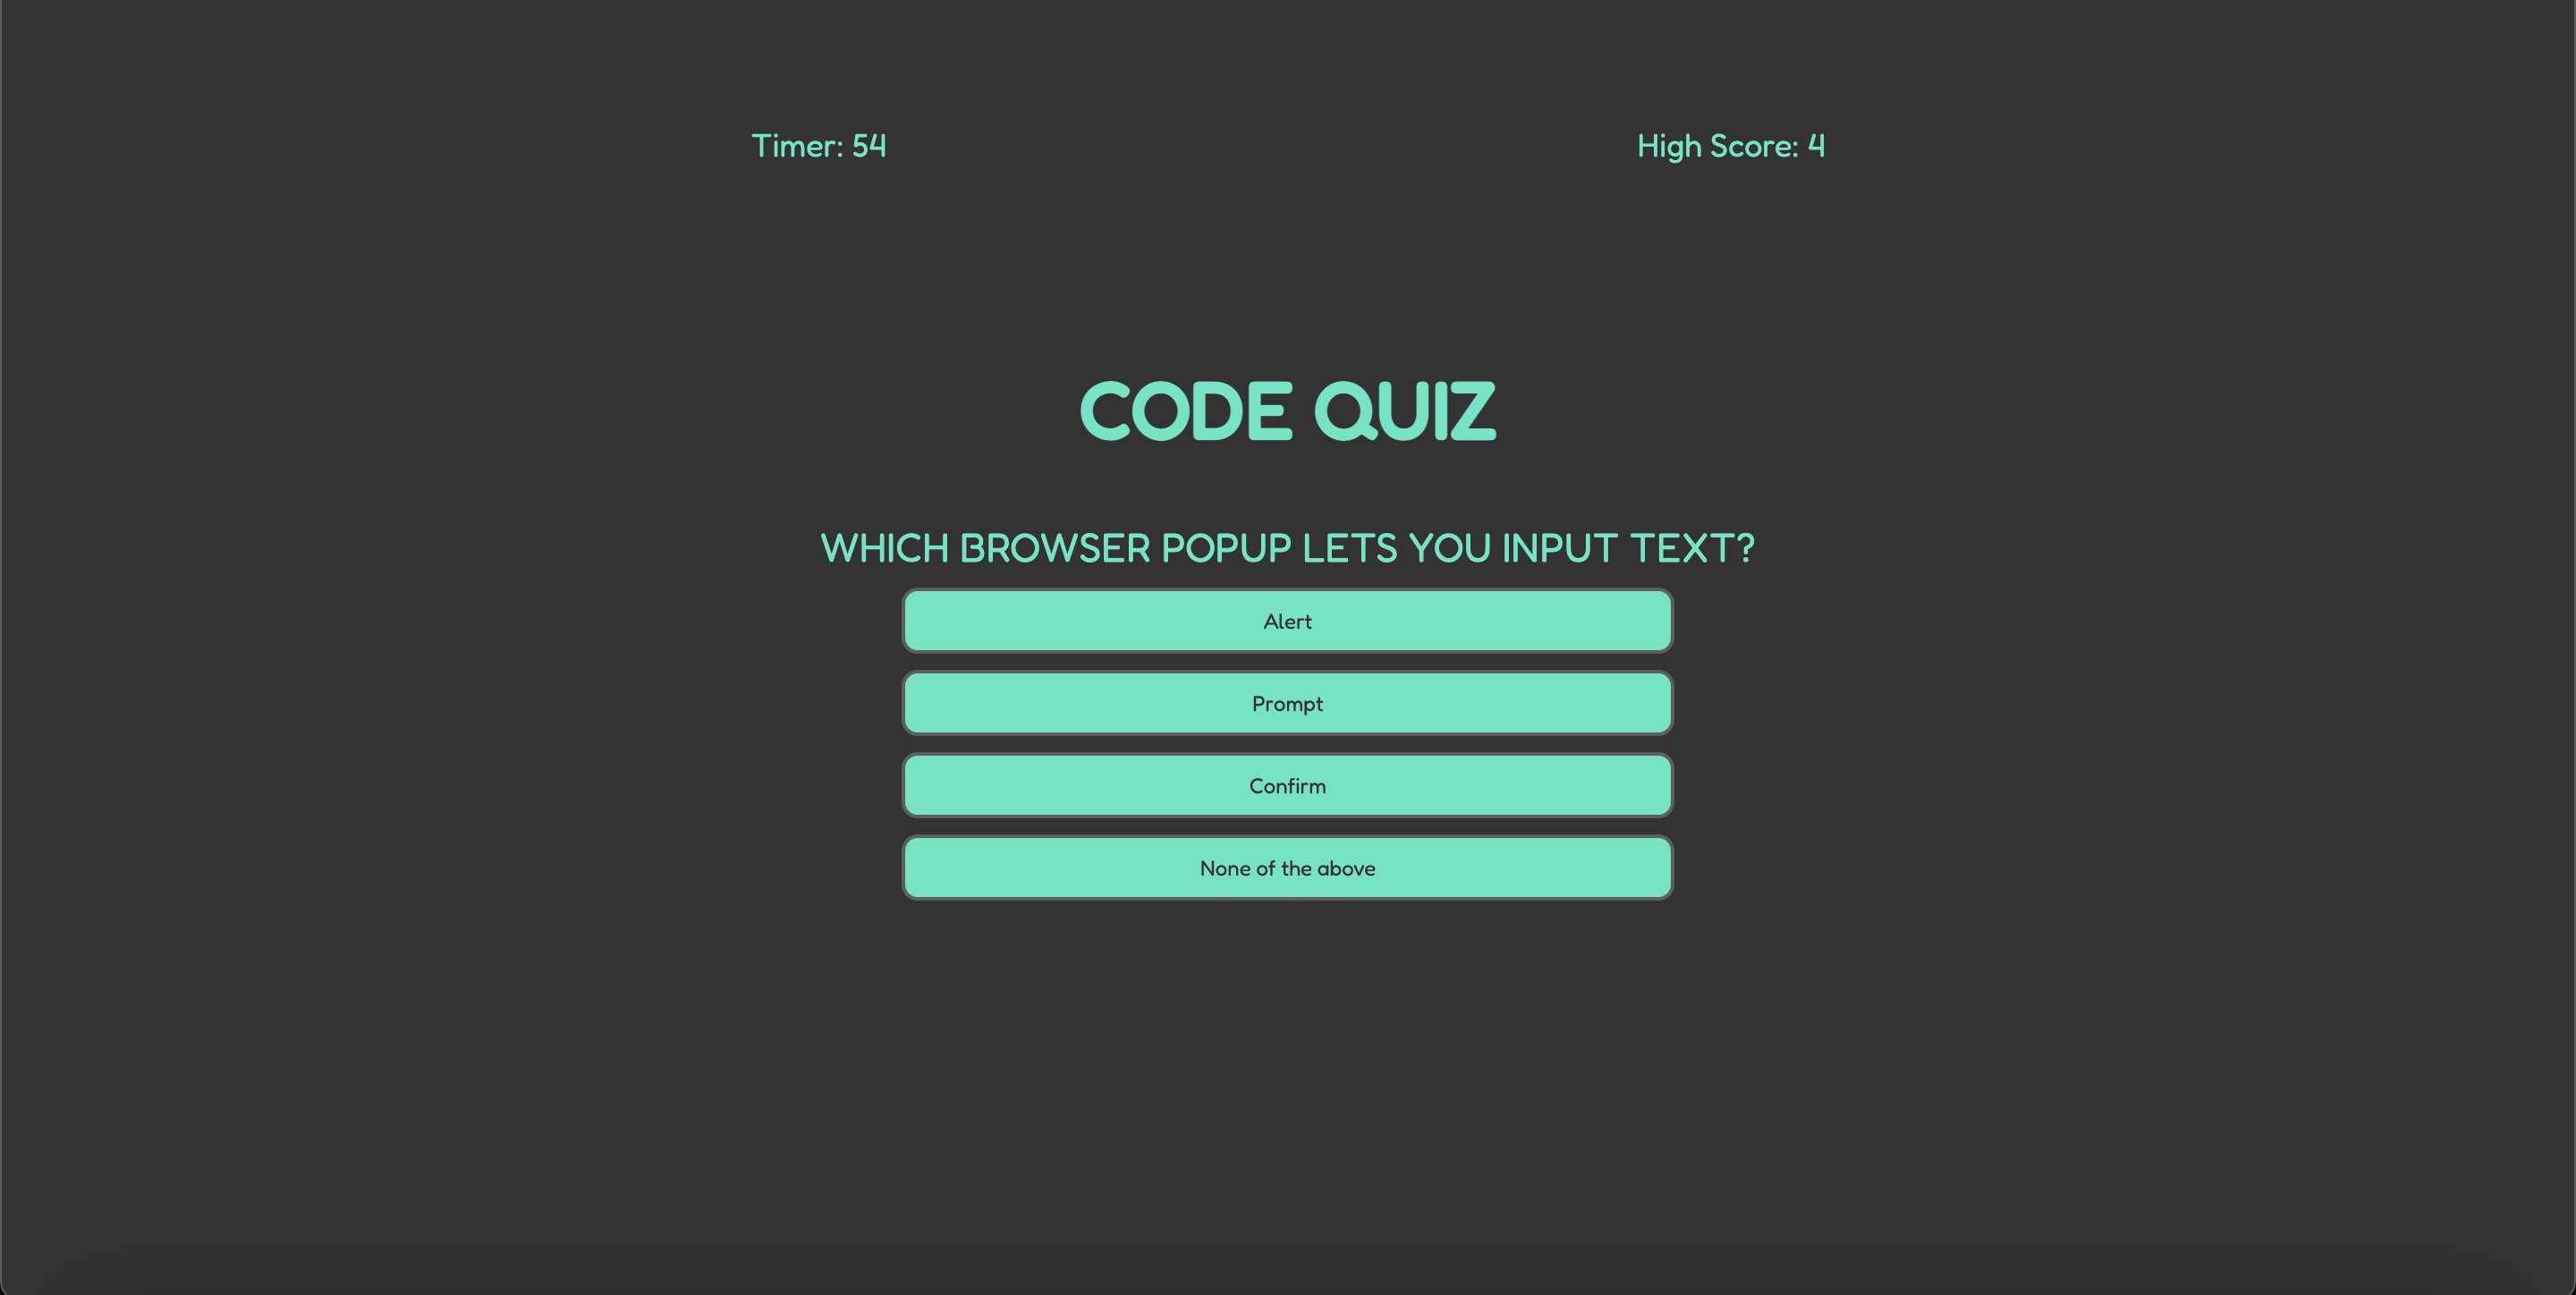 Timer: 54
High Score: 4
CODE QUIZ
WHICH BROWSER POPUP LETS YOU INPUT TEXT?
Alert
Prompt
Confirm
None of the above